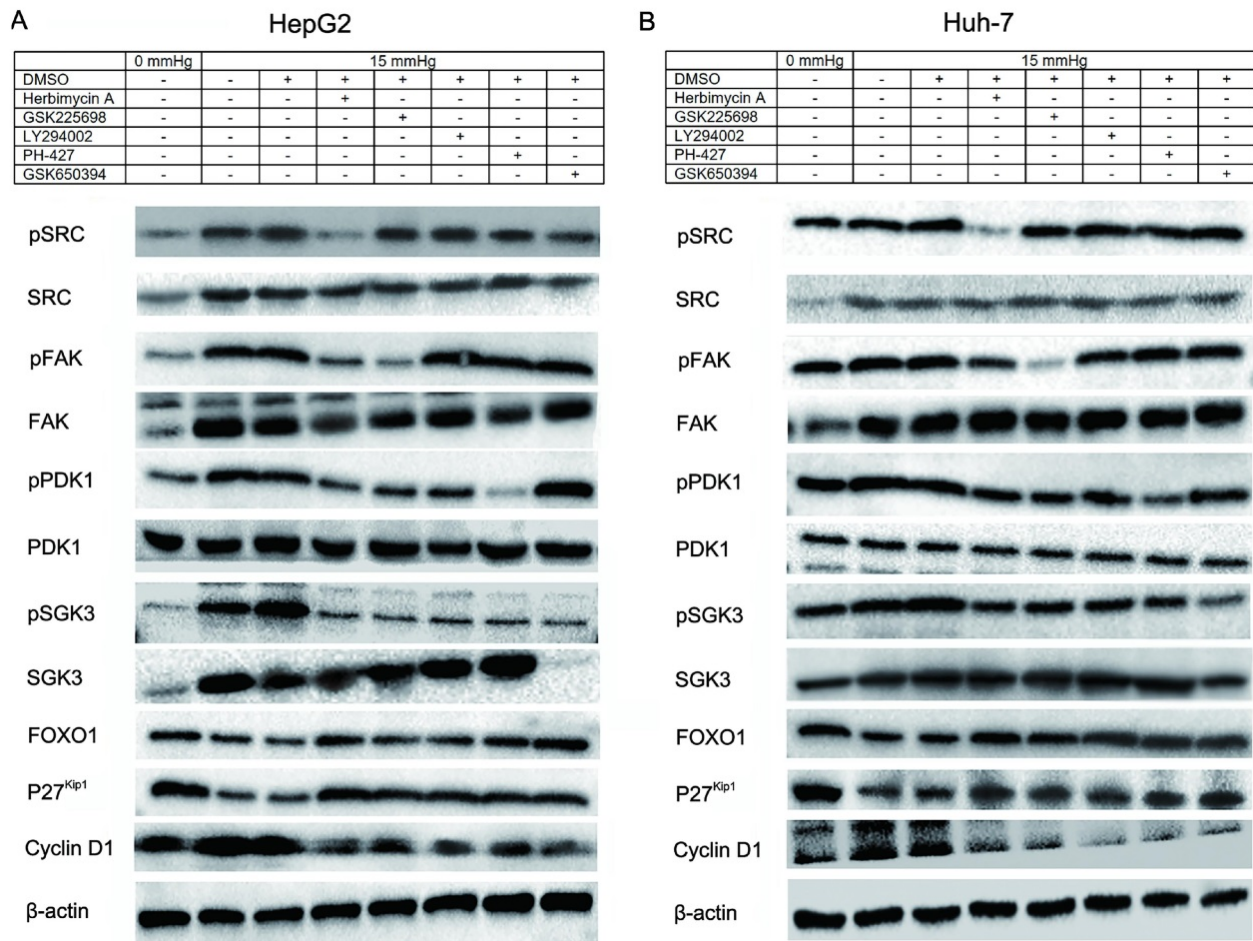 A HepG2
0 mmHg 15 mmHg
DMSO - - + + + + + +
Herbimycin A - - - + - - - -
GSK225698 - - - - + - - -
LY294002 - - - - - + - -
PH-427 - - - - - - + -
GSK650394 - - - - - - - +
pSRC
SRC
pFAK
FAK
pPDK1
PDK1
pSGK3
SGK3
FOXO1
P27Kip1
Cyclin D1
β-actin
B Huh-7
0 mmHg 15 mmHg
DMSO - - + + + + + +
Herbimycin A - - - + - - - -
GSK225698 - - - - + - - -
LY294002 - - - - - + - -
PH-427 - - - - - - + -
GSK650394 - - - - - - - +
pSRC
SRC
pFAK
FAK
pPDK1
PDK1
pSGK3
SGK3
FOXO1
P27Kip1
Cyclin D1
β-actin